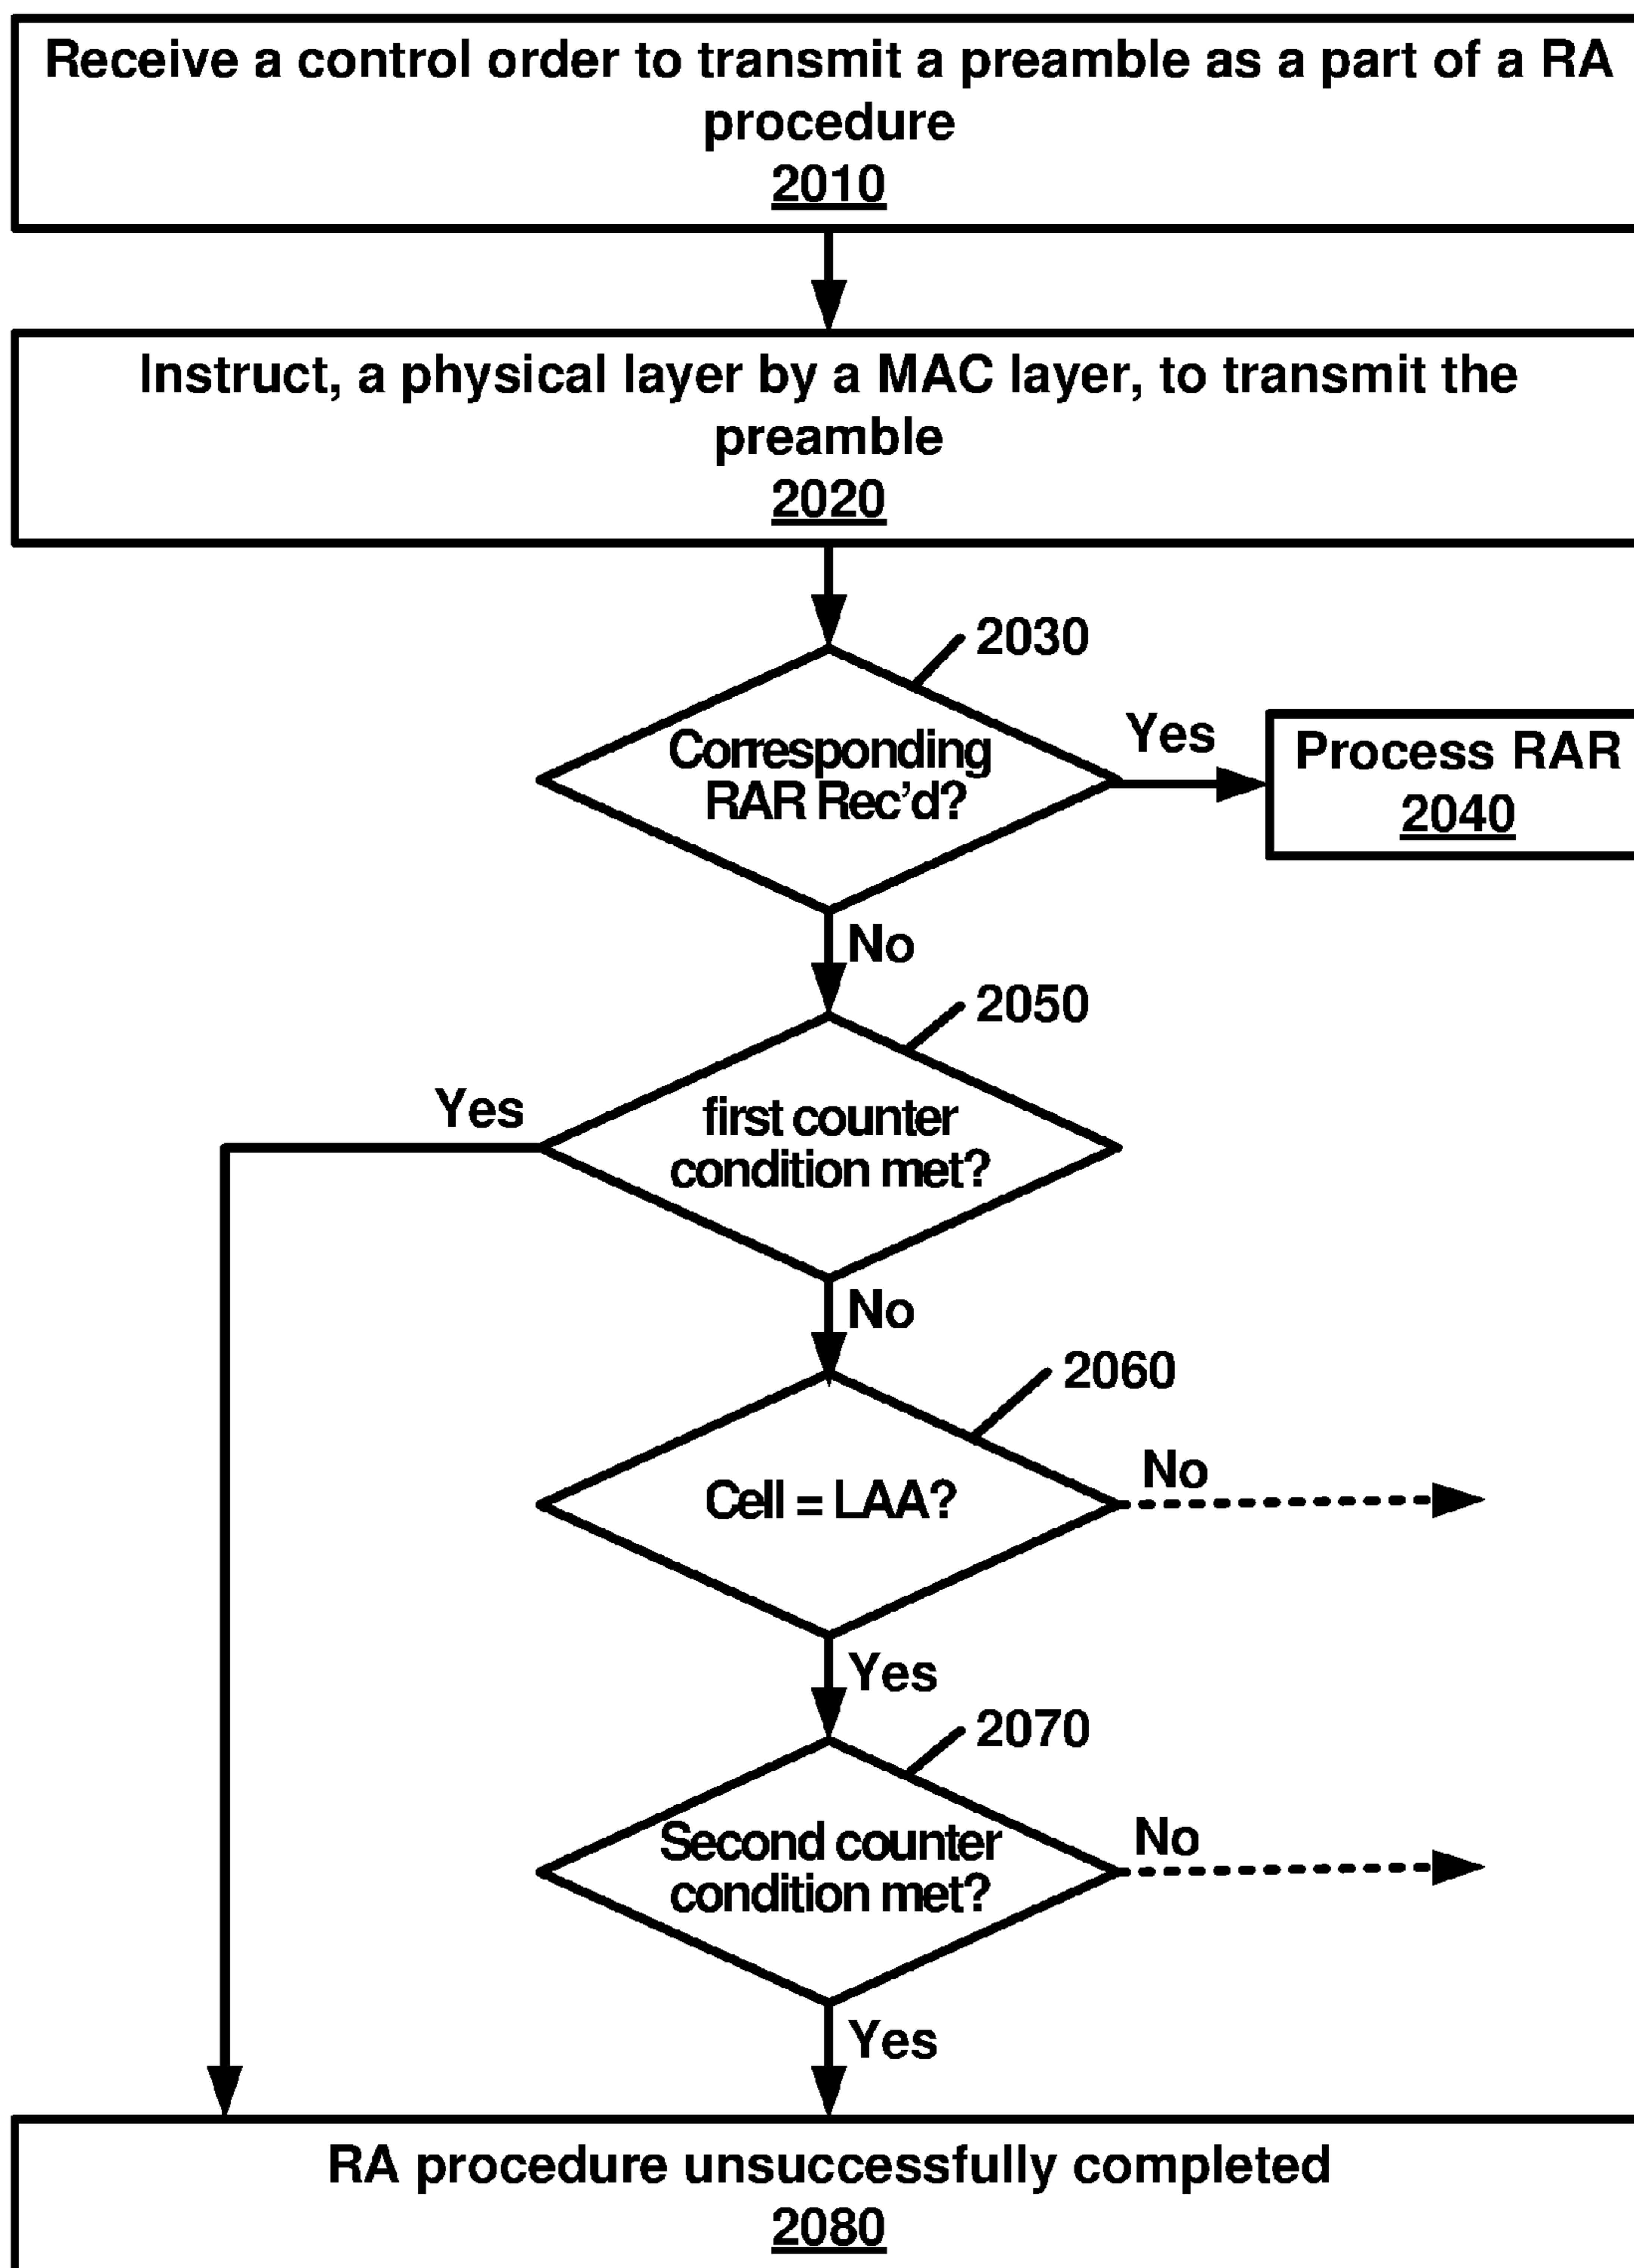 Receive a control order to transmit a preamble as a part of a RA
procedure
2010
Instruct, a physical layer by a MAC layer, to transmit the
preamble
2020
2030
Corresponding
RAR Rec'd?
Yes
Process RAR
2040
No
2050
Yes
first counter
condition met?
No
2060
Cell = LAA?
No
Yes
2070
Second counter
condition met?
No
Yes
RA procedure unsuccessfully completed
2080